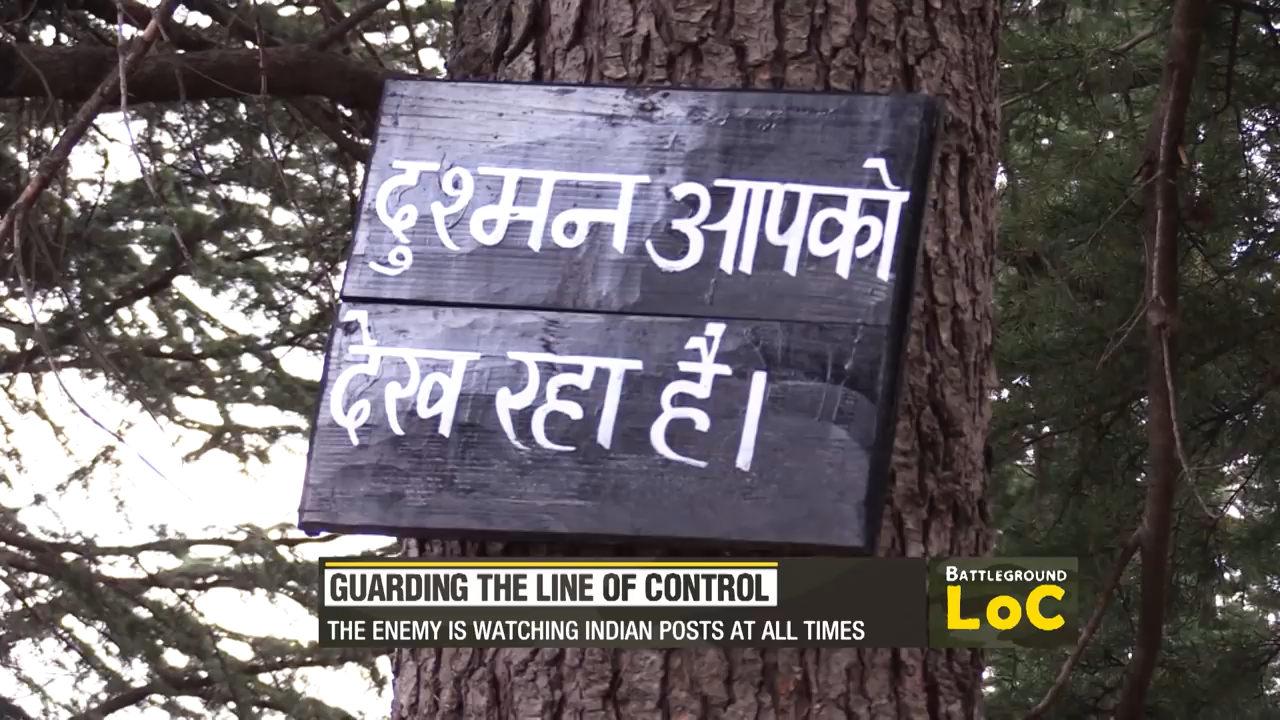 दुश्मन आपको
देख रहा है।
GUARDING THE LINE OF CONTROL
THE ENEMY IS WATCHING INDIAN POSTS AT ALL TIMES
BATTLEGROUND
LOC